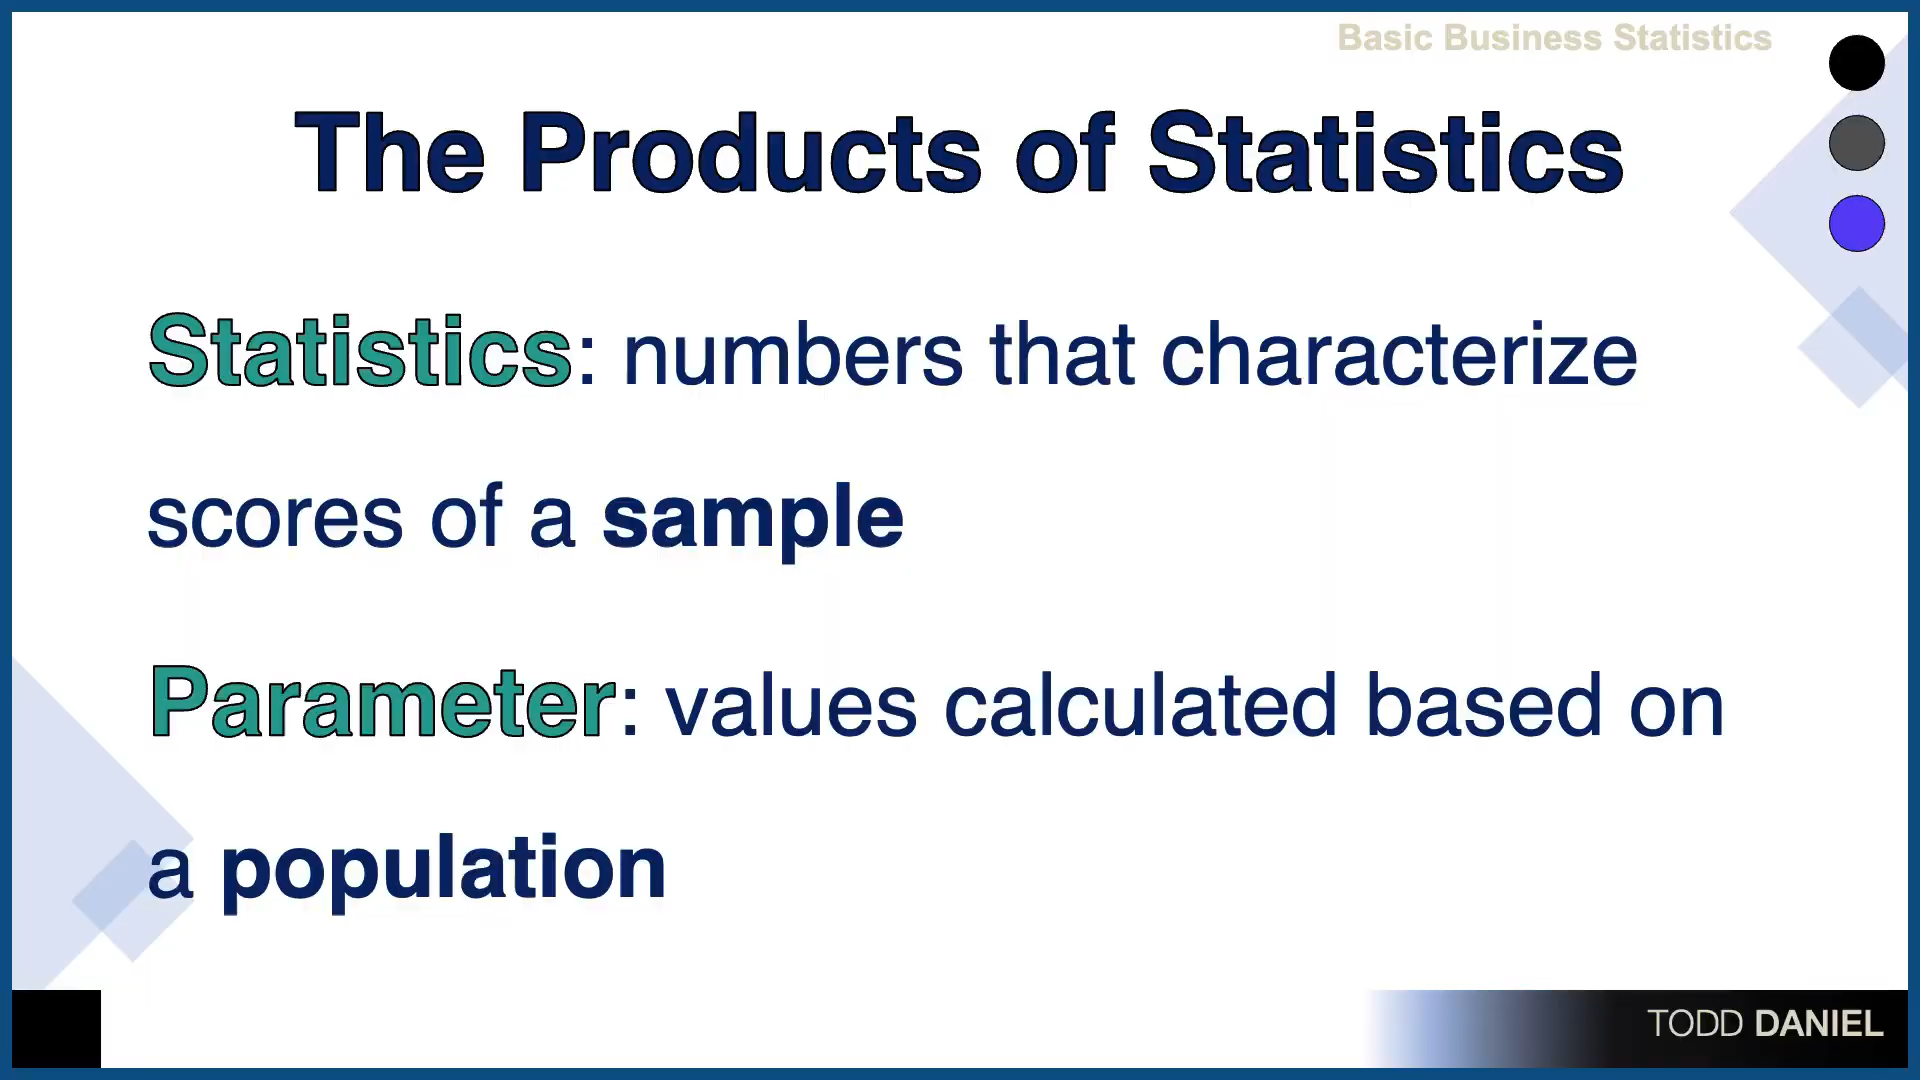 Basic Business Statistics
The Products of Statistics
Statistics: numbers that characterize
scores of a sample
Parameter: values calculated based on
a population
TODD DANIEL